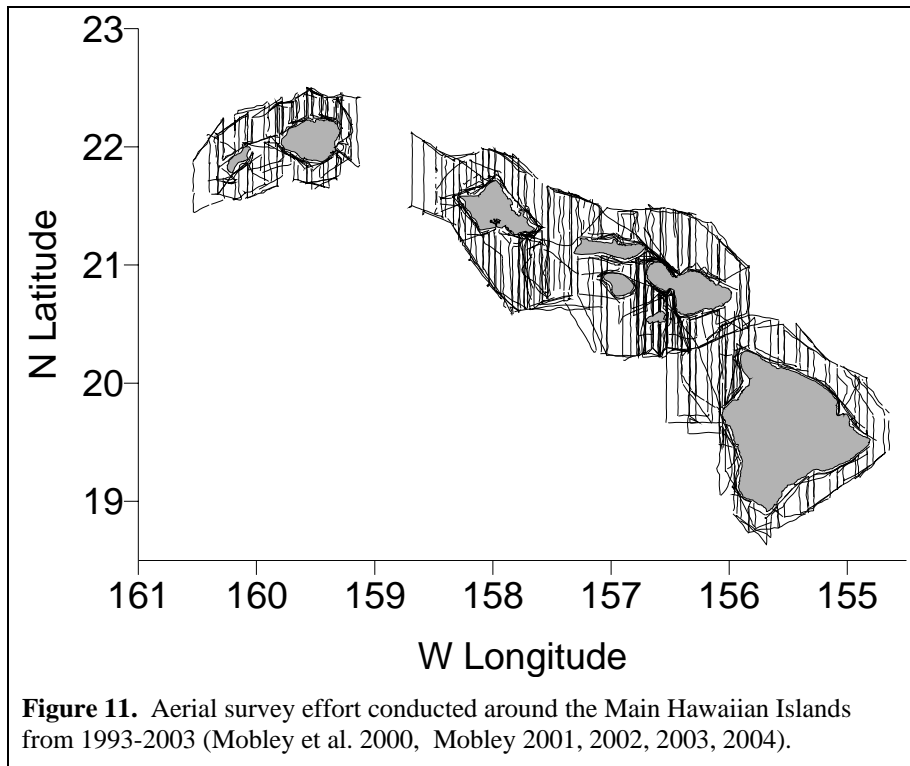 23
22
21
20
19
N Latitude
161 160 159 158 157 156 155
W Longitude
Figure 11. Aerial survey effort conducted around the Main Hawaiian Islands
from 1993-2003 (Mobley et al. 2000, Mobley 2001, 2002, 2003, 2004).